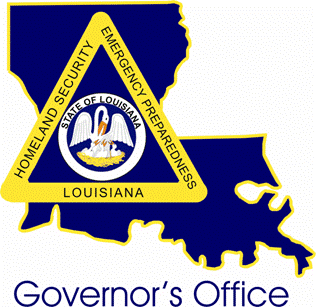 HOMELAND SECURITY
EMERGENCY PREPAREDNESS
STATE OF LOUISIANA
LOUISIANA
Governor's Office